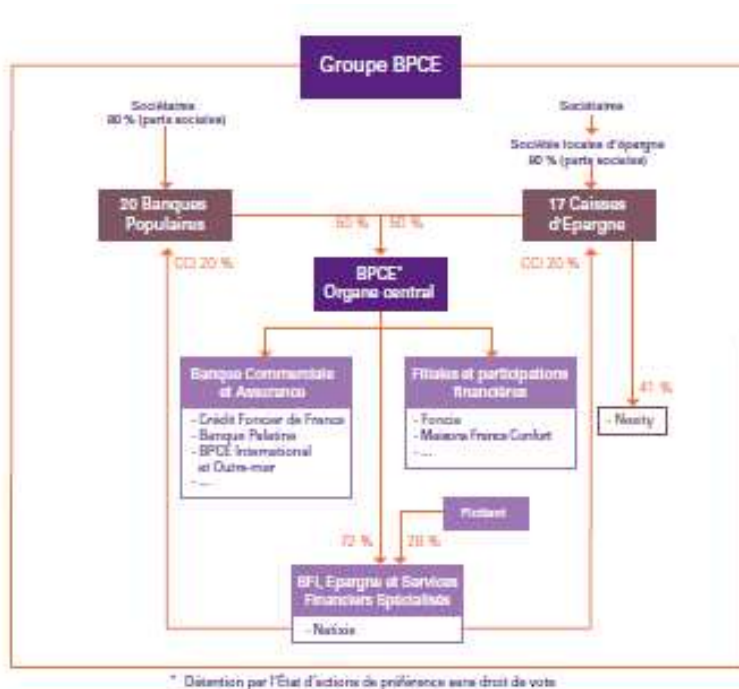 Groupe BPCE
Sociétaires
80 % (parts sociales)
Sociétaires
Société locales d'épargne
80 % (parts sociales)
20 Banques
Populaires
17 Caisses
d'Epargne
50 % 50 %
CCI 20 %
CCI 20 %
BPCE*
Organe central
Banque Commerciale
et Assurance
- Crédit Foncier de France
- Banque Palatine
- BPCE International
et Outre-mer
- ...
Filiales et participations
financières
- Foncia
- Maisons France Confort
- ...
41 %
- Nexity
Flottant
72 %
28 %
BFI, Epargne et Services
Financiers Spécialisés
- Natixis
* Détention par l'État d'actions de préférence sans droit de vote